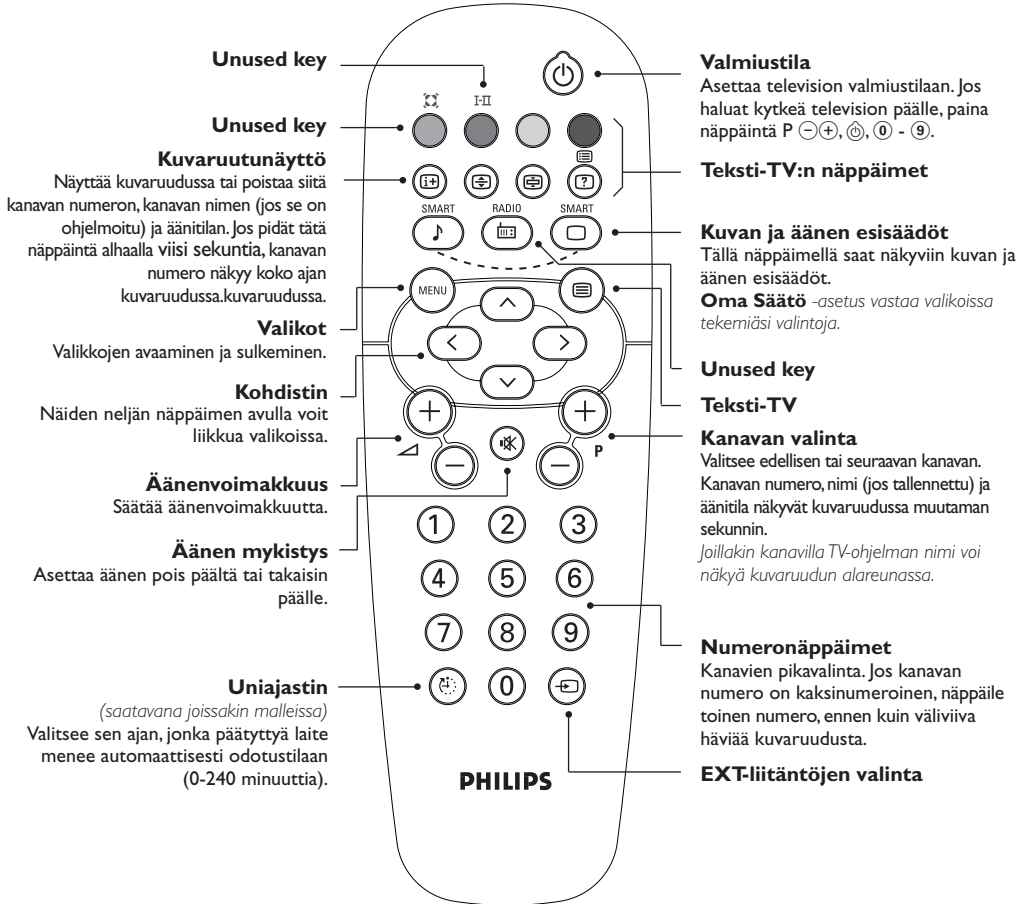 Unused key
Unused key
Kuvaruutunäyttö
Näyttää kuvaruudussa tai poistaa siitä
kanavan numeron, kanavan nimen (jos se on
ohjelmoitu) ja äänitilan. Jos pidät tätä
näppäintä alhaalla viisi sekuntia, kanavan
numero näkyy koko ajan
kuvaruudussa.kuvaruudussa.
Valikot
Valikkojen avaaminen ja sulkeminen.
Kohdistin
Näiden neljän näppäimen avulla voit
liikkua valikoissa.
Äänenvoimakkuus
Säätää äänenvoimakkuutta.
Äänen mykistys
Asettaa äänen pois päältä tai takaisin
päälle.
Uniajastin
(saatavana joissakin malleissa)
Valitsee sen ajan, jonka päätyttyä laite
menee automaattisesti odotustilaan
(0-240 minuuttia).
I-II
i+
?
SMART
RADIO
SMART
MENU
P
1 2 3
4 5 6
7 8 9
0
PHILIPS
Valmiustila
Asettaa television valmiustilaan. Jos
haluat kytkeä television päälle, paina
näppäintä P ⊖⊕, ⏻, ⓪ - ⑨.
Teksti-TV:n näppäimet
Kuvan ja äänen esisäädöt
Tällä näppäimellä saat näkyviin kuvan ja
äänen esisäädöt.
Oma Säätö -asetus vastaa valikoissa
tekemiäsi valintoja.
Unused key
Teksti-TV
Kanavan valinta
Valitsee edellisen tai seuraavan kanavan.
Kanavan numero, nimi (jos tallennettu) ja
äänitila näkyvät kuvaruudussa muutaman
sekunnin.
Joillakin kanavilla TV-ohjelman nimi voi
näkyä kuvaruudun alareunassa.
Numeronäppäimet
Kanavien pikavalinta. Jos kanavan
numero on kaksinumeroinen, näppäile
toinen numero, ennen kuin väliviiva
häviää kuvaruudusta.
EXT-liitäntöjen valinta